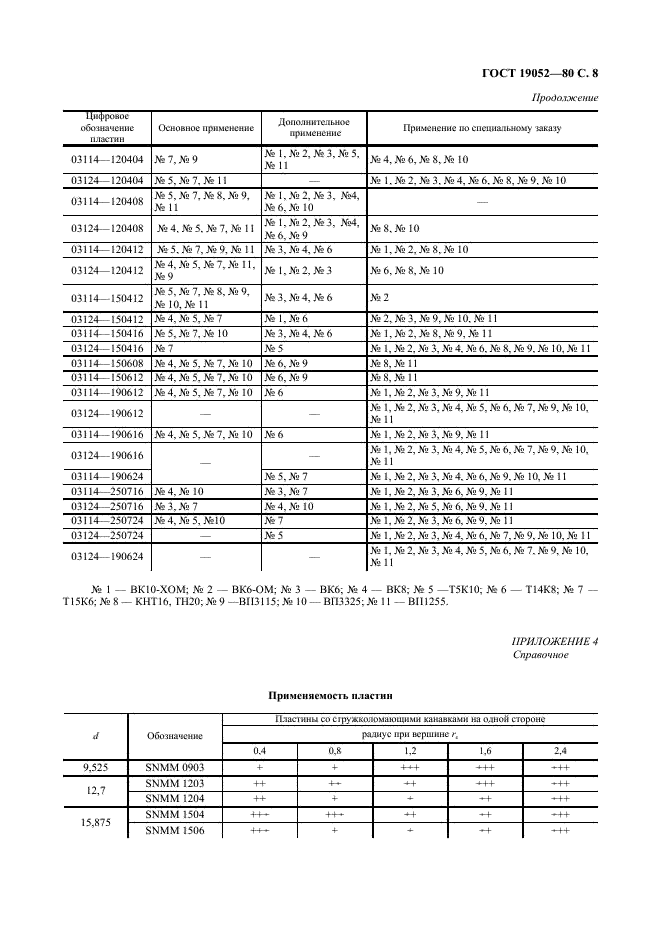 ГОСТ 19052—80 С. 8
Продолжение
Цифровое обозначение пластин | Основное применение | Дополнительное применение | Применение по специальному заказу
03114—120404 | № 7, № 9 | № 1, № 2, № 3, № 5, № 11 | № 4, № 6, № 8, № 10
03124—120404 | № 5, № 7, № 11 | — | № 1, № 2, № 3, № 4, № 6, № 8, № 9, № 10
03114—120408 | № 5, № 7, № 8, № 9, № 11 | № 1, № 2, № 3, №4, № 6, № 10 | —
03124—120408 | № 4, № 5, № 7, № 11 | № 1, № 2, № 3, №4, № 6, № 9 | № 8, № 10
03114—120412 | № 5, № 7, № 9, № 11 | № 3, № 4, № 6 | № 1, № 2, № 8, № 10
03124—120412 | № 4, № 5, № 7, № 11, № 9 | № 1, № 2, № 3 | № 6, № 8, № 10
03114—150412 | № 5, № 7, № 8, № 9, № 10, № 11 | № 3, № 4, № 6 | № 2
03124—150412 | № 4, № 5, № 7 | № 1, № 6 | № 2, № 3, № 9, № 10, № 11
03114—150416 | № 5, № 7, № 10 | № 3, № 4, № 6 | № 1, № 2, № 8, № 9, № 11
03124—150416 | № 7 | № 5 | № 1, № 2, № 3, № 4, № 6, № 8, № 9, № 10, № 11
03114—150608 | № 4, № 5, № 7, № 10 | № 6, № 9 | № 8, № 11
03114—150612 | № 4, № 5, № 7, № 10 | № 6, № 9 | № 8, № 11
03114—190612 | № 4, № 5, № 7, № 10 | № 6 | № 1, № 2, № 3, № 9, № 11
03124—190612 | — | — | № 1, № 2, № 3, № 4, № 5, № 6, № 7, № 9, № 10, № 11
03114—190616 | № 4, № 5, № 7, № 10 | № 6 | № 1, № 2, № 3, № 9, № 11
03124—190616 | — | — | № 1, № 2, № 3, № 4, № 5, № 6, № 7, № 9, № 10, № 11
03114—190624 | № 5, № 7 | № 1, № 2, № 3, № 4, № 6, № 9, № 10, № 11
03114—250716 | № 4, № 10 | № 3, № 7 | № 1, № 2, № 3, № 6, № 9, № 11
03124—250716 | № 3, № 7 | № 4, № 10 | № 1, № 2, № 5, № 6, № 9, № 11
03114—250724 | № 4, № 5, №10 | № 7 | № 1, № 2, № 3, № 6, № 9, № 11
03124—250724 | — | № 5 | № 1, № 2, № 3, № 4, № 6, № 7, № 9, № 10, № 11
03124—190624 | — | — | № 1, № 2, № 3, № 4, № 5, № 6, № 7, № 9, № 10, № 11
№ 1 — ВК10-ХОМ; № 2 — ВК6-ОМ; № 3 — ВК6; № 4 — ВК8; № 5 —Т5К10; № 6 — Т14К8; № 7 —
Т15К6; № 8 — КНТ16, ТН20; № 9 —ВП3115; № 10 — ВП3325; № 11 — ВП1255.
ПРИЛОЖЕНИЕ 4
Справочное
Применяемость пластин
d | Обозначение | Пластины со стружколомающими канавками на одной стороне
радиус при вершине rₑ
0,4 | 0,8 | 1,2 | 1,6 | 2,4
9,525 | SNMM 0903 | + | + | +++ | +++ | +++
12,7 | SNMM 1203 | ++ | ++ | ++ | +++ | +++
SNMM 1204 | ++ | + | + | ++ | +++
15,875 | SNMM 1504 | +++ | +++ | ++ | ++ | +++
SNMM 1506 | +++ | + | + | ++ | +++